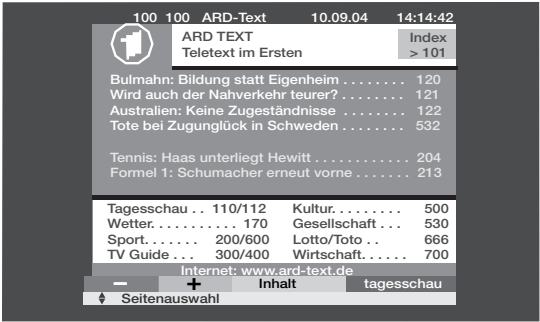 100 100 ARD-Text 10.09.04 14:14:42
ARD TEXT Index
Teletext im Ersten > 101
Bulmahn: Bildung statt Eigenheim . . . . . . . . 120
Wird auch der Nahverkehr teurer? . . . . . . . . 121
Australien: Keine Zugeständnisse . . . . . . . . 122
Tote bei Zugunglück in Schweden . . . . . . . . 532
Tennis: Haas unterliegt Hewitt . . . . . . . . . . . . 204
Formel 1: Schumacher erneut vorne . . . . . . . 213
Tagesschau . . 110/112 Kultur. . . . . . . . . 500
Wetter. . . . . . . . . . . 170 Gesellschaft . . . 530
Sport. . . . . . . 200/600 Lotto/Toto . . 666
TV Guide . . . 300/400 Wirtschaft. . . . . . 700
Internet: www.ard-text.de
− + Inhalt tagesschau
Seitenauswahl